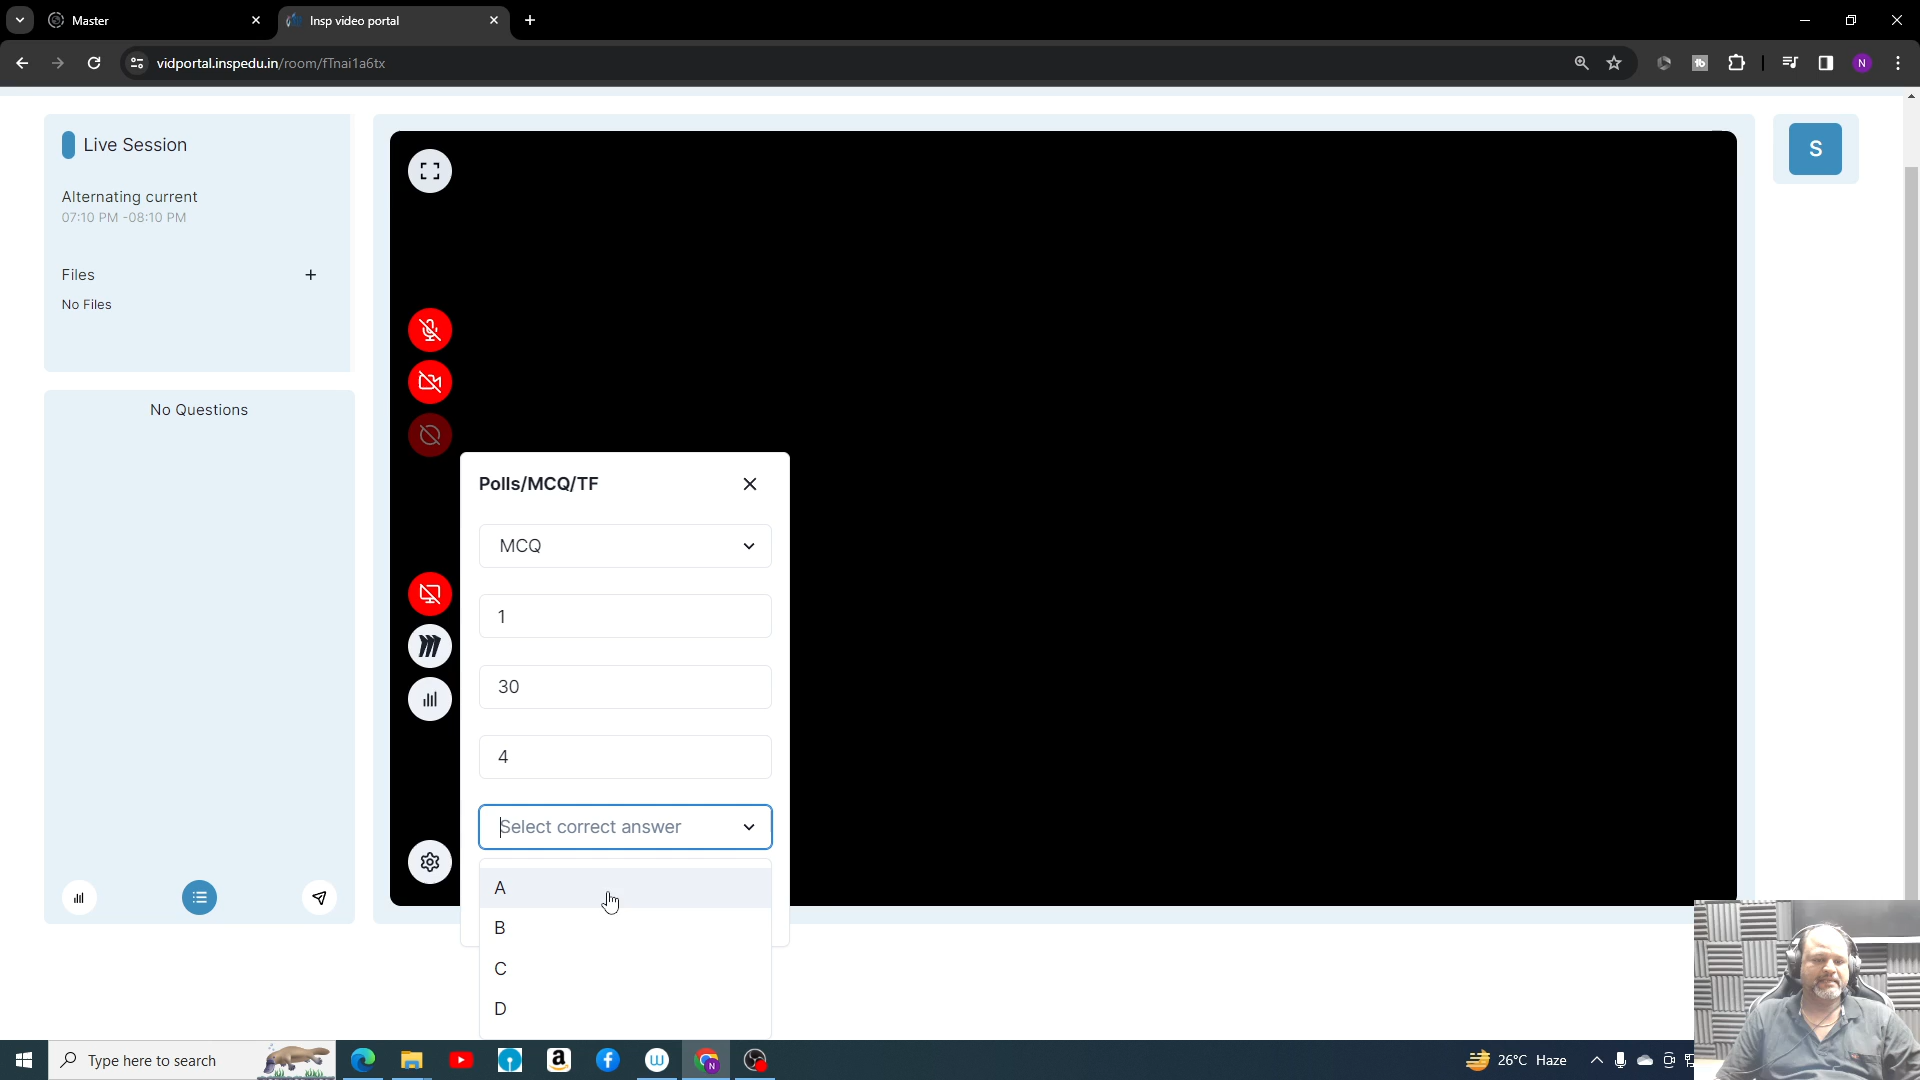 Master
Insp video portal
vidportal.inspedu.in/room/fTnai1a6tx
N
Live Session
Alternating current
07:10 PM -08:10 PM
Files
+
No Files
No Questions
S
Polls/MCQ/TF
MCQ
1
30
4
Select correct answer
A
B
C
D
Type here to search
26°C Haze